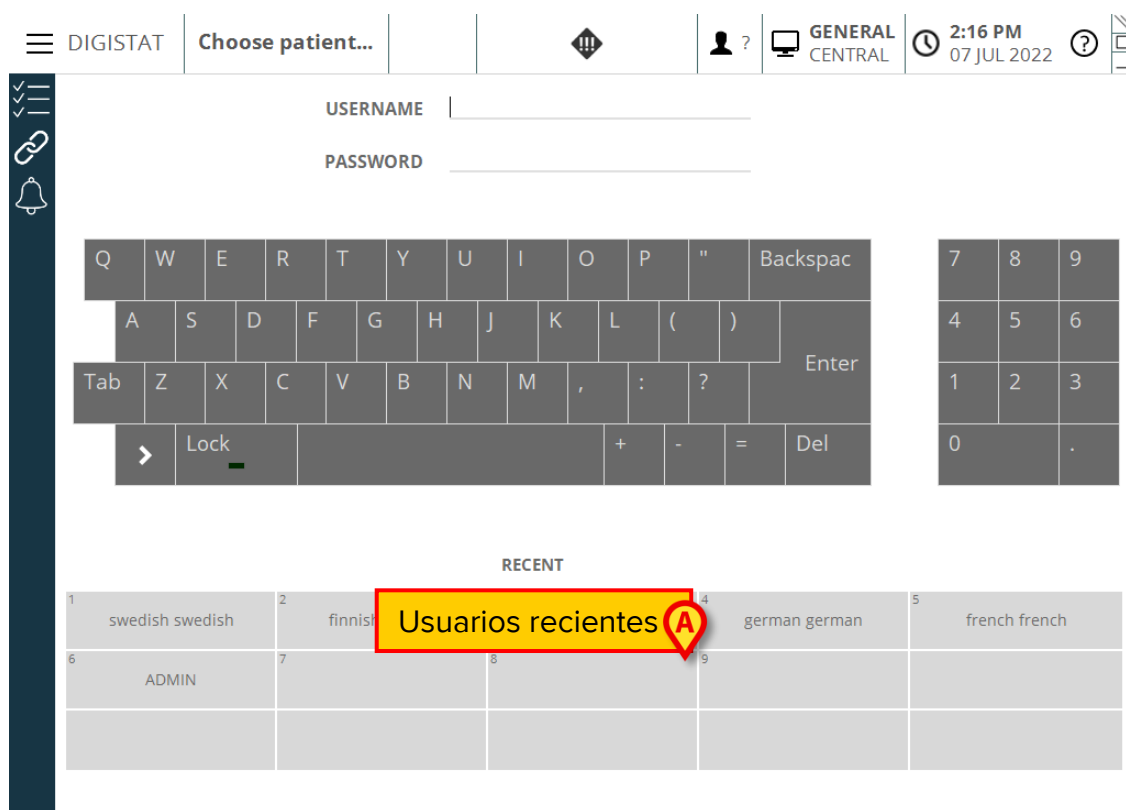 DIGISTAT Choose patient... !!! ? GENERAL CENTRAL 2:16 PM 07 JUL 2022 ?
USERNAME
PASSWORD
Q W E R T Y U I O P " Backspac 7 8 9
A S D F G H J K L ( ) 4 5 6
Enter
Tab Z X C V B N M , : ? 1 2 3
Lock + - = Del 0 .
RECENT
1 swedish swedish 2 Usuarios recientes A 4 german german 5 french french
6 ADMIN 7 8 9